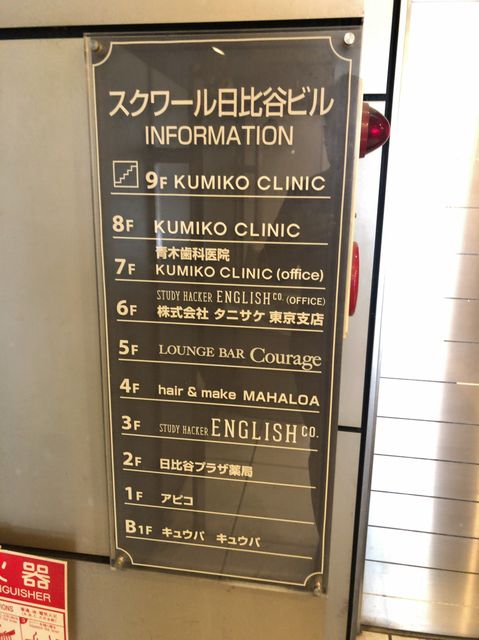 スクワール日比谷ビル
INFORMATION
9F KUMIKO CLINIC
8F KUMIKO CLINIC
青木歯科医院
7F KUMIKO CLINIC (office)
STUDY HACKER ENGLISH CO. (OFFICE)
6F 株式会社 タニサケ 東京支店
5F LOUNGE BAR Courage
4F hair & make MAHALOA
3F STUDY HACKER ENGLISH CO.
2F 日比谷プラザ薬局
1F アピコ
B1F キュウバ キュウバ
火器
NGUISHER